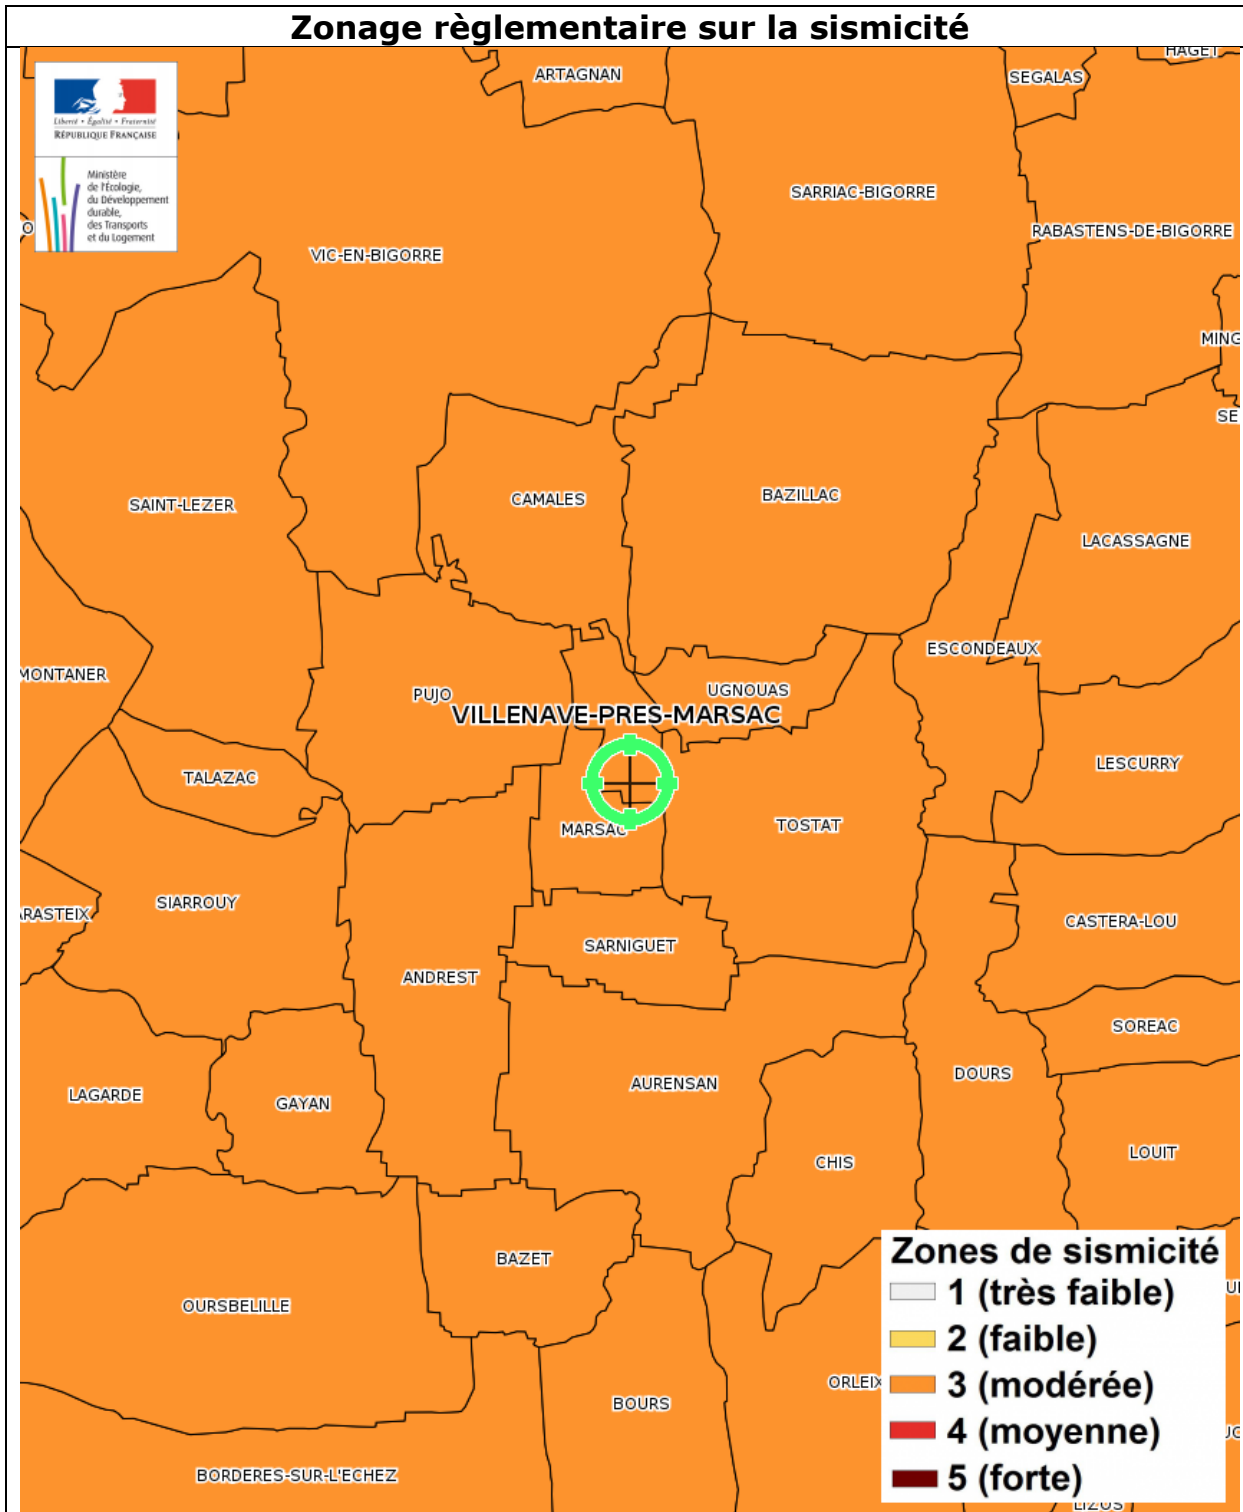 Zonage règlementaire sur la sismicité
HAGET
ARTAGNAN
SEGALAS
Liberté • Égalité • Fraternité
RÉPUBLIQUE FRANÇAISE
Ministère
de l'Écologie,
du Développement
durable,
des Transports
et du Logement
SARRIAC-BIGORRE
RABASTENS-DE-BIGORRE
VIC-EN-BIGORRE
MING
SE
SAINT-LEZER
CAMALES
BAZILLAC
LACASSAGNE
ESCONDEAUX
MONTANER
PUJO
UGNOUAS
VILLENAVE-PRES-MARSAC
TALAZAC
LESCURRY
MARSAC
TOSTAT
SIARROUY
ARASTEIX
CASTERA-LOU
SARNIGUET
ANDREST
SOREAC
DOURS
AURENSAN
LAGARDE
GAYAN
LOUIT
CHIS
BAZET
OURSBELILLE
ORLEIX
BOURS
BORDERES-SUR-L'ECHEZ
Zones de sismicité
1 (très faible)
2 (faible)
3 (modérée)
4 (moyenne)
5 (forte)
LIZOS